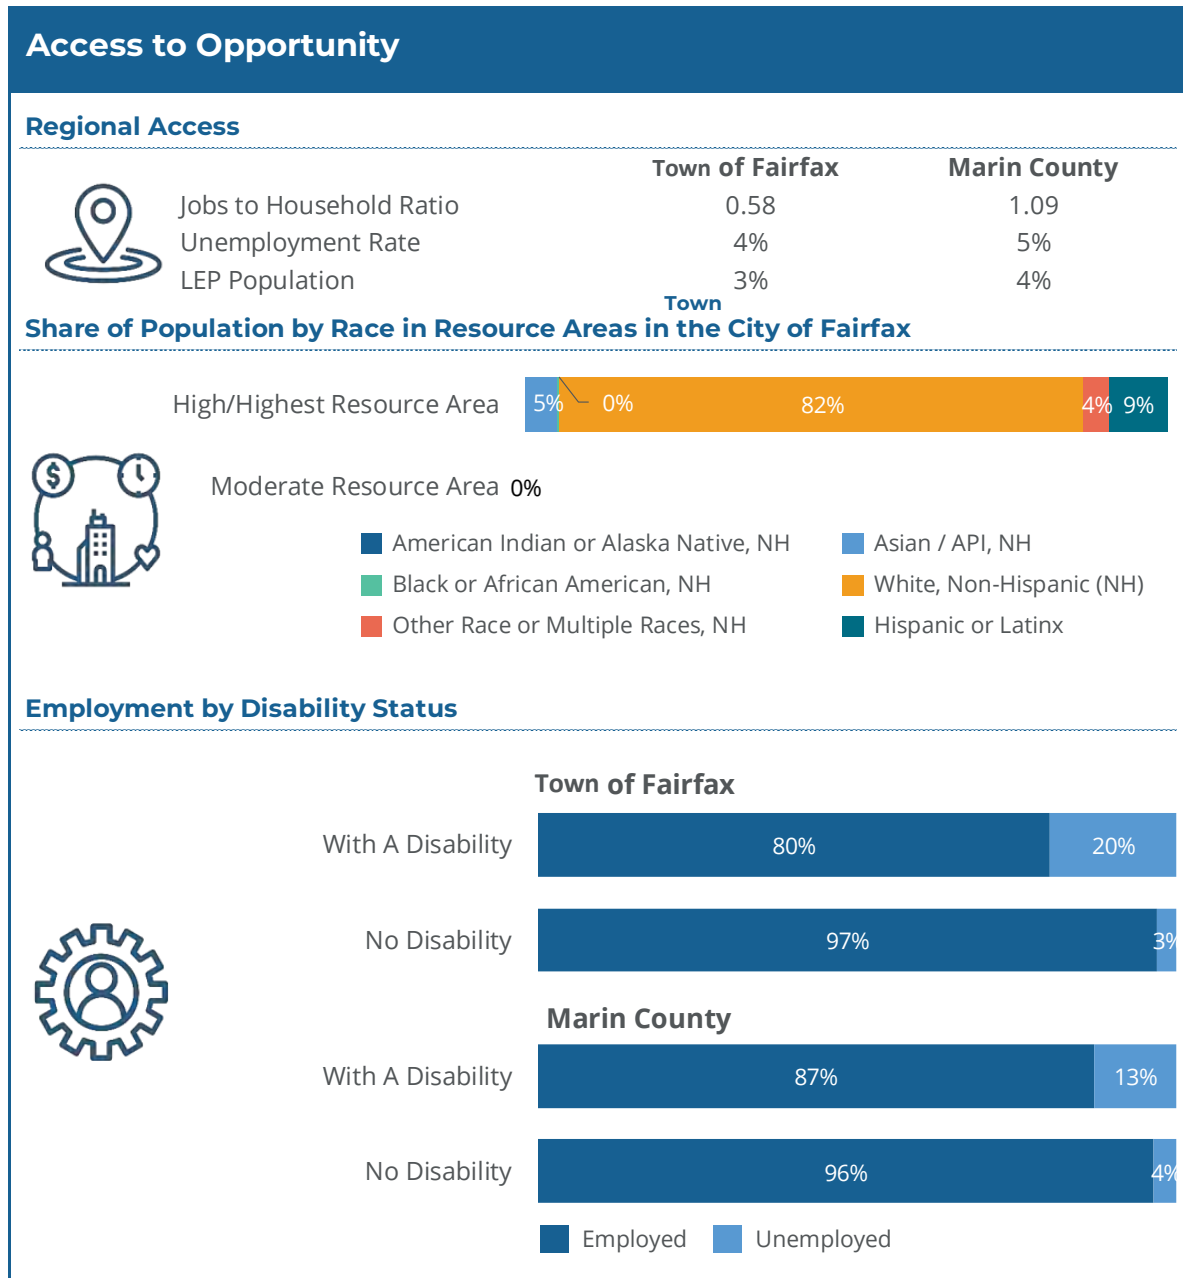 Access to Opportunity
Regional Access
Town of Fairfax Marin County
Jobs to Household Ratio 0.58 1.09
Unemployment Rate 4% 5%
LEP Population 3% 4%
Town
Share of Population by Race in Resource Areas in the City of Fairfax
High/Highest Resource Area 5% 0% 82% 4% 9%
$
Moderate Resource Area 0%
American Indian or Alaska Native, NH Asian / API, NH
Black or African American, NH White, Non-Hispanic (NH)
Other Race or Multiple Races, NH Hispanic or Latinx
Employment by Disability Status
Town of Fairfax
With A Disability 80% 20%
No Disability 97% 3%
Marin County
With A Disability 87% 13%
No Disability 96% 4%
Employed Unemployed